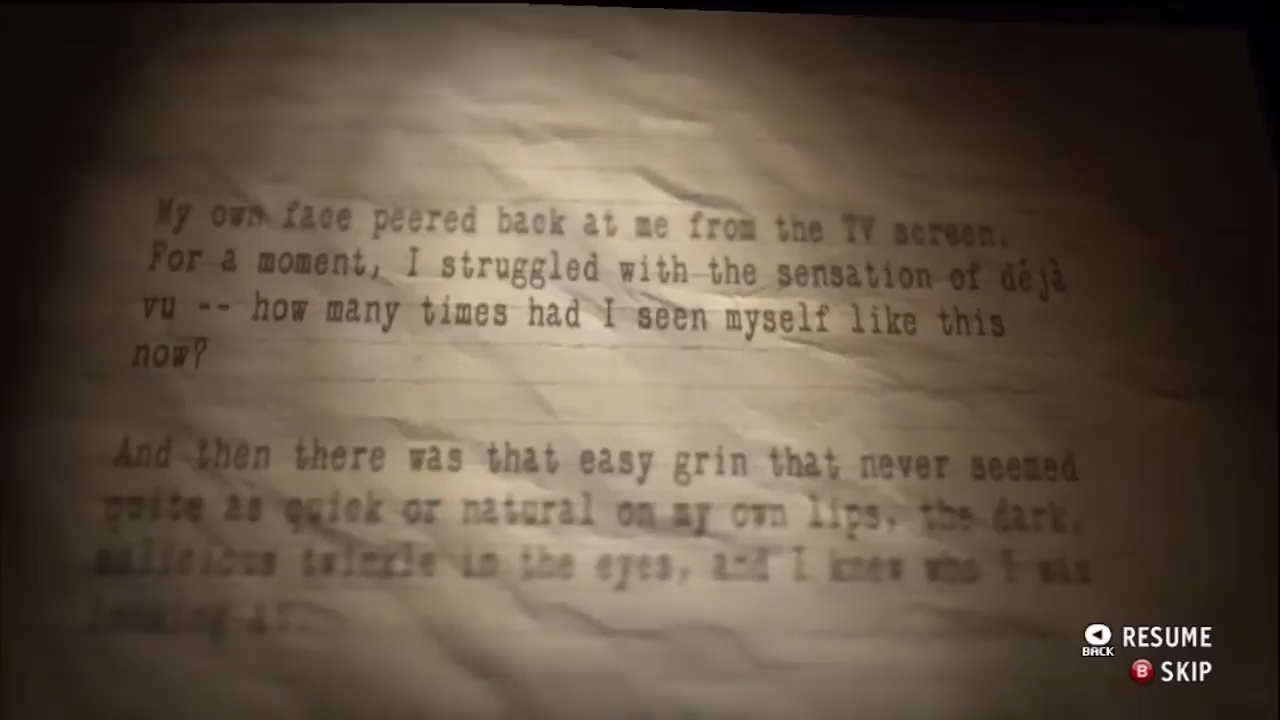 My own face peered back at me from the TV screen.
For a moment, I struggled with the sensation of déjà
vu -- how many times had I seen myself like this
now?
And then there was that easy grin that never seemed
quite as quick or natural on my own lips, the dark,
malicious twinkle in the eyes, and I knew who I was
looking at
BACK RESUME
B SKIP